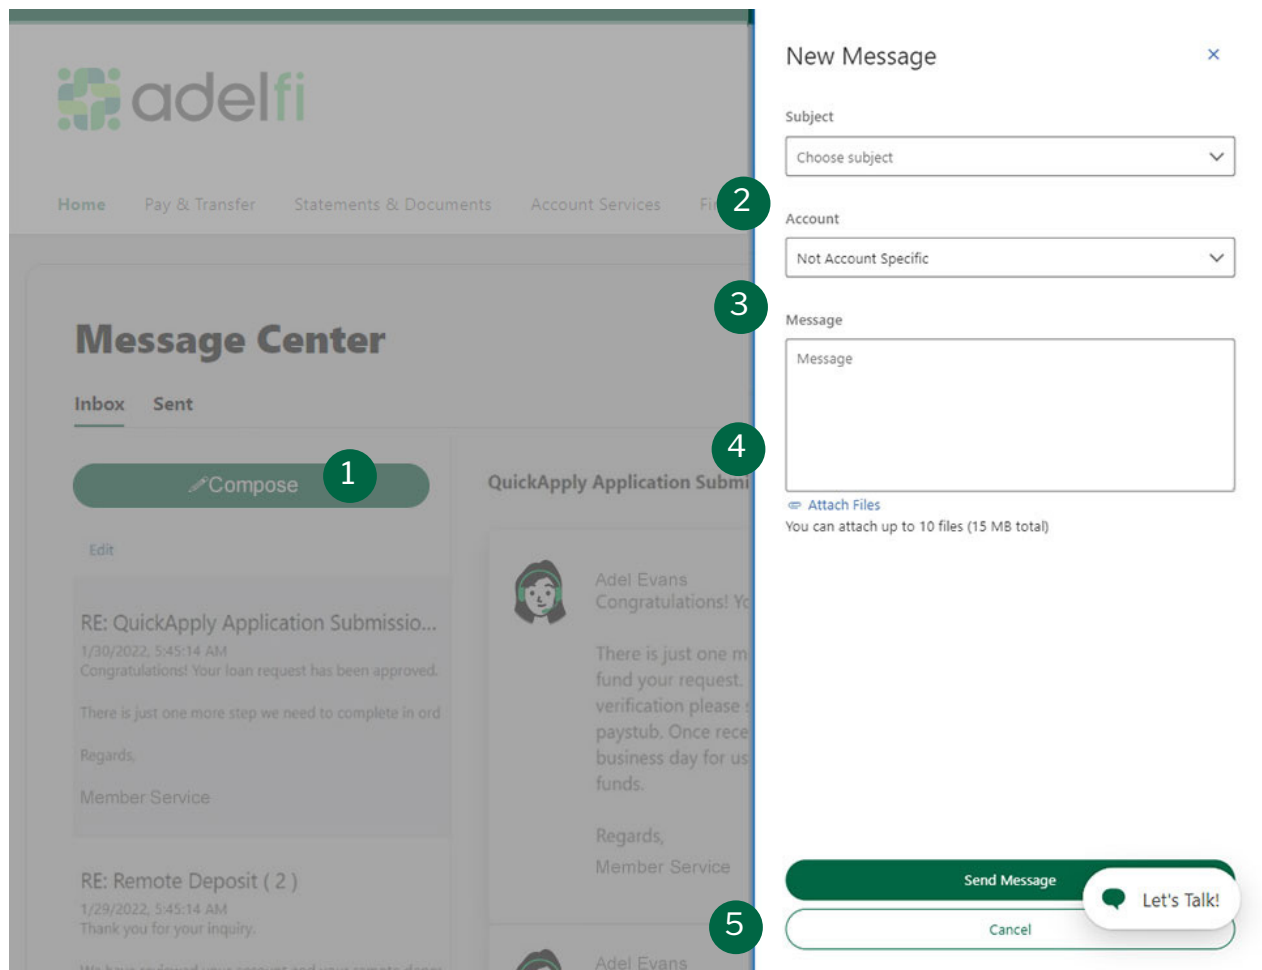 adelfi
Home Pay & Transfer Statements & Documents Account Services
Message Center
Inbox Sent
Compose
1
Edit
RE: QuickApply Application Submissio...
1/30/2022, 5:45:14 AM
Congratulations! Your loan request has been approved.
There is just one more step we need to complete in ord
Regards,
Member Service
RE: Remote Deposit ( 2 )
1/29/2022, 5:45:14 AM
Thank you for your inquiry.
QuickApply Application Submi
Adel Evans
Congratulations! Yo
There is just one m
fund your request.
verification please s
paystub. Once rece
business day for us
funds.
Regards,
Member Service
Adel Evans
New Message
Subject
Choose subject
2
Account
Not Account Specific
3
Message
Message
4
Attach Files
You can attach up to 10 files (15 MB total)
Send Message
Let's Talk!
5
Cancel